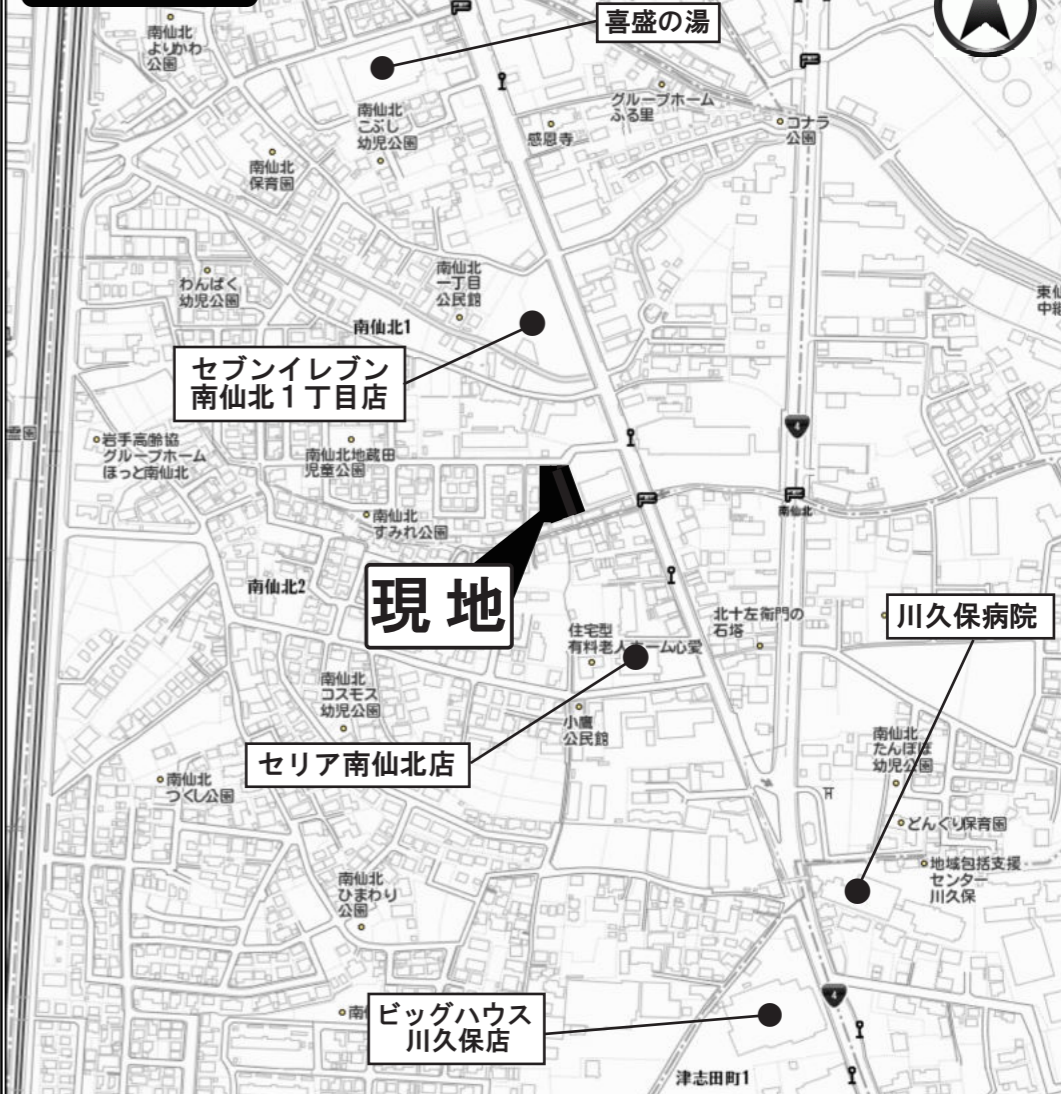 喜盛の湯
南仙北
よりかわ
公園
南仙北
こぶし
幼児公園
グループホーム
ふる里
感恩寺
コナラ
公園
南仙北
保育園
わんぱく
幼児公園
南仙北
一丁目
公民館
東仙
中継
南仙北1
セブンイレブン
南仙北1丁目店
4
岩手高齢協
グループホーム
ほっと南仙北
南仙北地蔵田
児童公園
南仙北
南仙北
すみれ公園
南仙北2
現地
住宅型
有料老人ホーム心愛
北十左衛門の
石塔
川久保病院
南仙北
コスモス
幼児公園
小鷹
公民館
セリア南仙北店
南仙北
たんぽぽ
幼児公園
南仙北
つくし公園
どんぐり保育園
地域包括支援
センター
川久保
南仙北
ひまわり
公園
4
ビッグハウス
川久保店
津志田町1